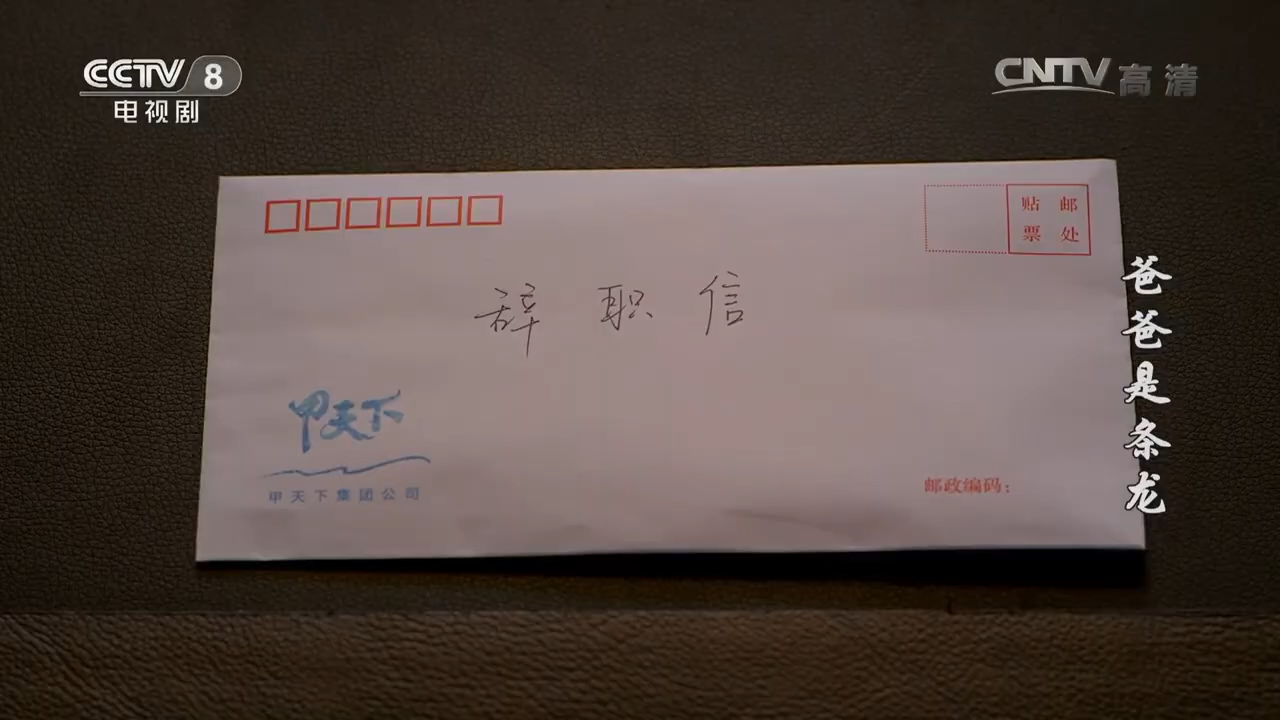 CCTV 8
电视剧
CNTV 高清
贴 邮
票 处
辞 职 信
甲天下
甲天下集团公司
邮政编码：
爸爸是条龙